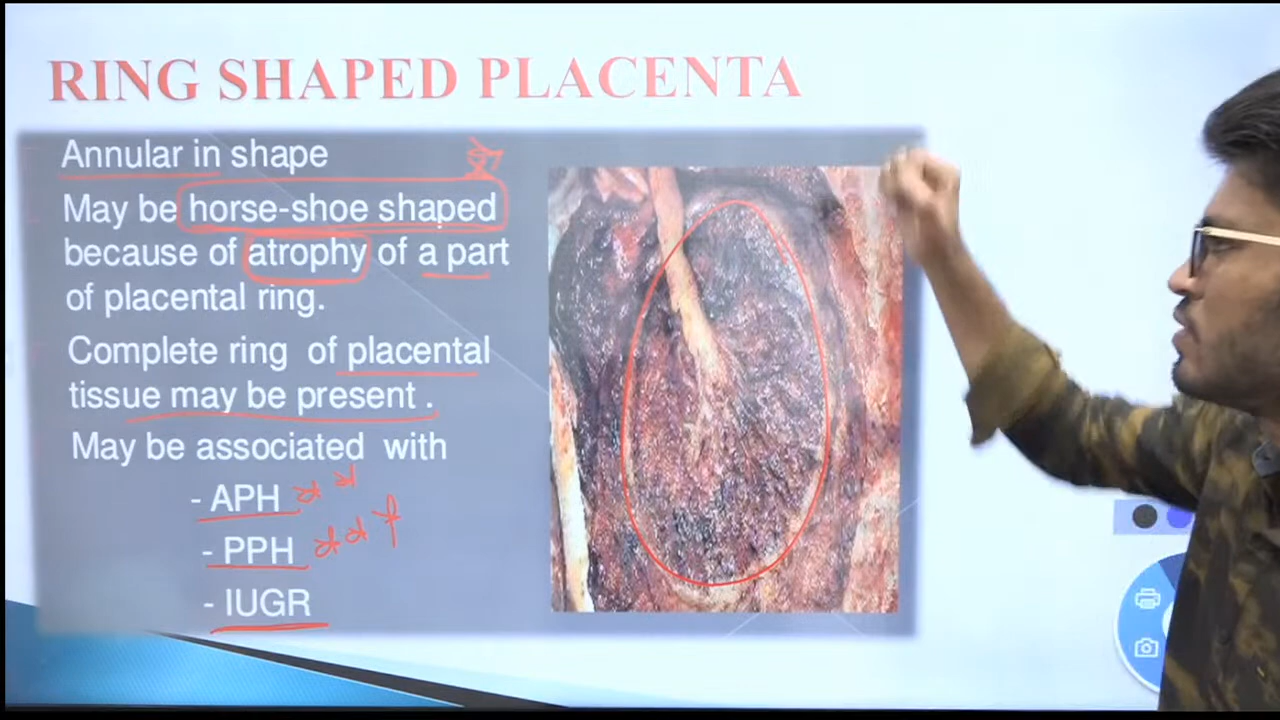 RING SHAPED PLACENTA
Annular in shape
May be horse-shoe shaped
because of atrophy of a part
of placental ring.
Complete ring of placental
tissue may be present .
May be associated with
- APH
- PPH
- IUGR